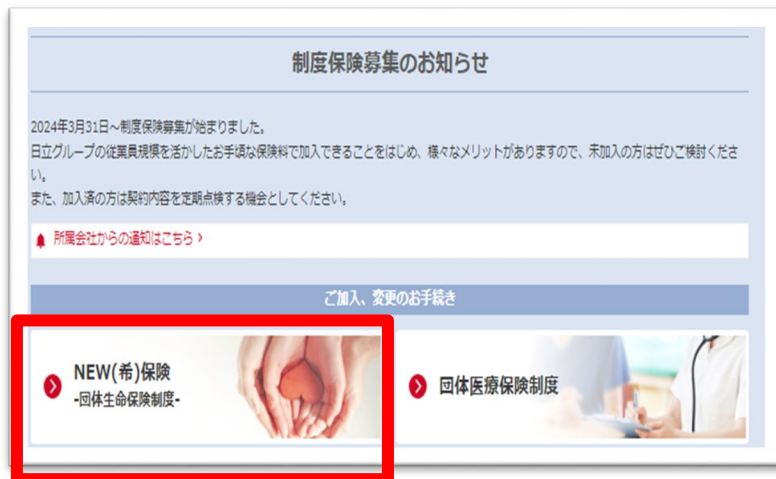 制度保険募集のお知らせ
2024年3月31日～制度保険募集が始まりました。
日立グループの従業員規模を活かしたお手頃な保険料で加入できることをはじめ、様々なメリットがありますので、未加入の方はぜひご検討くださ
い。
また、加入済の方は契約内容を定期点検する機会としてください。
所属会社からの通知はこちら >
ご加入、変更のお手続き
NEW(希)保険
-団体生命保険制度-
団体医療保険制度